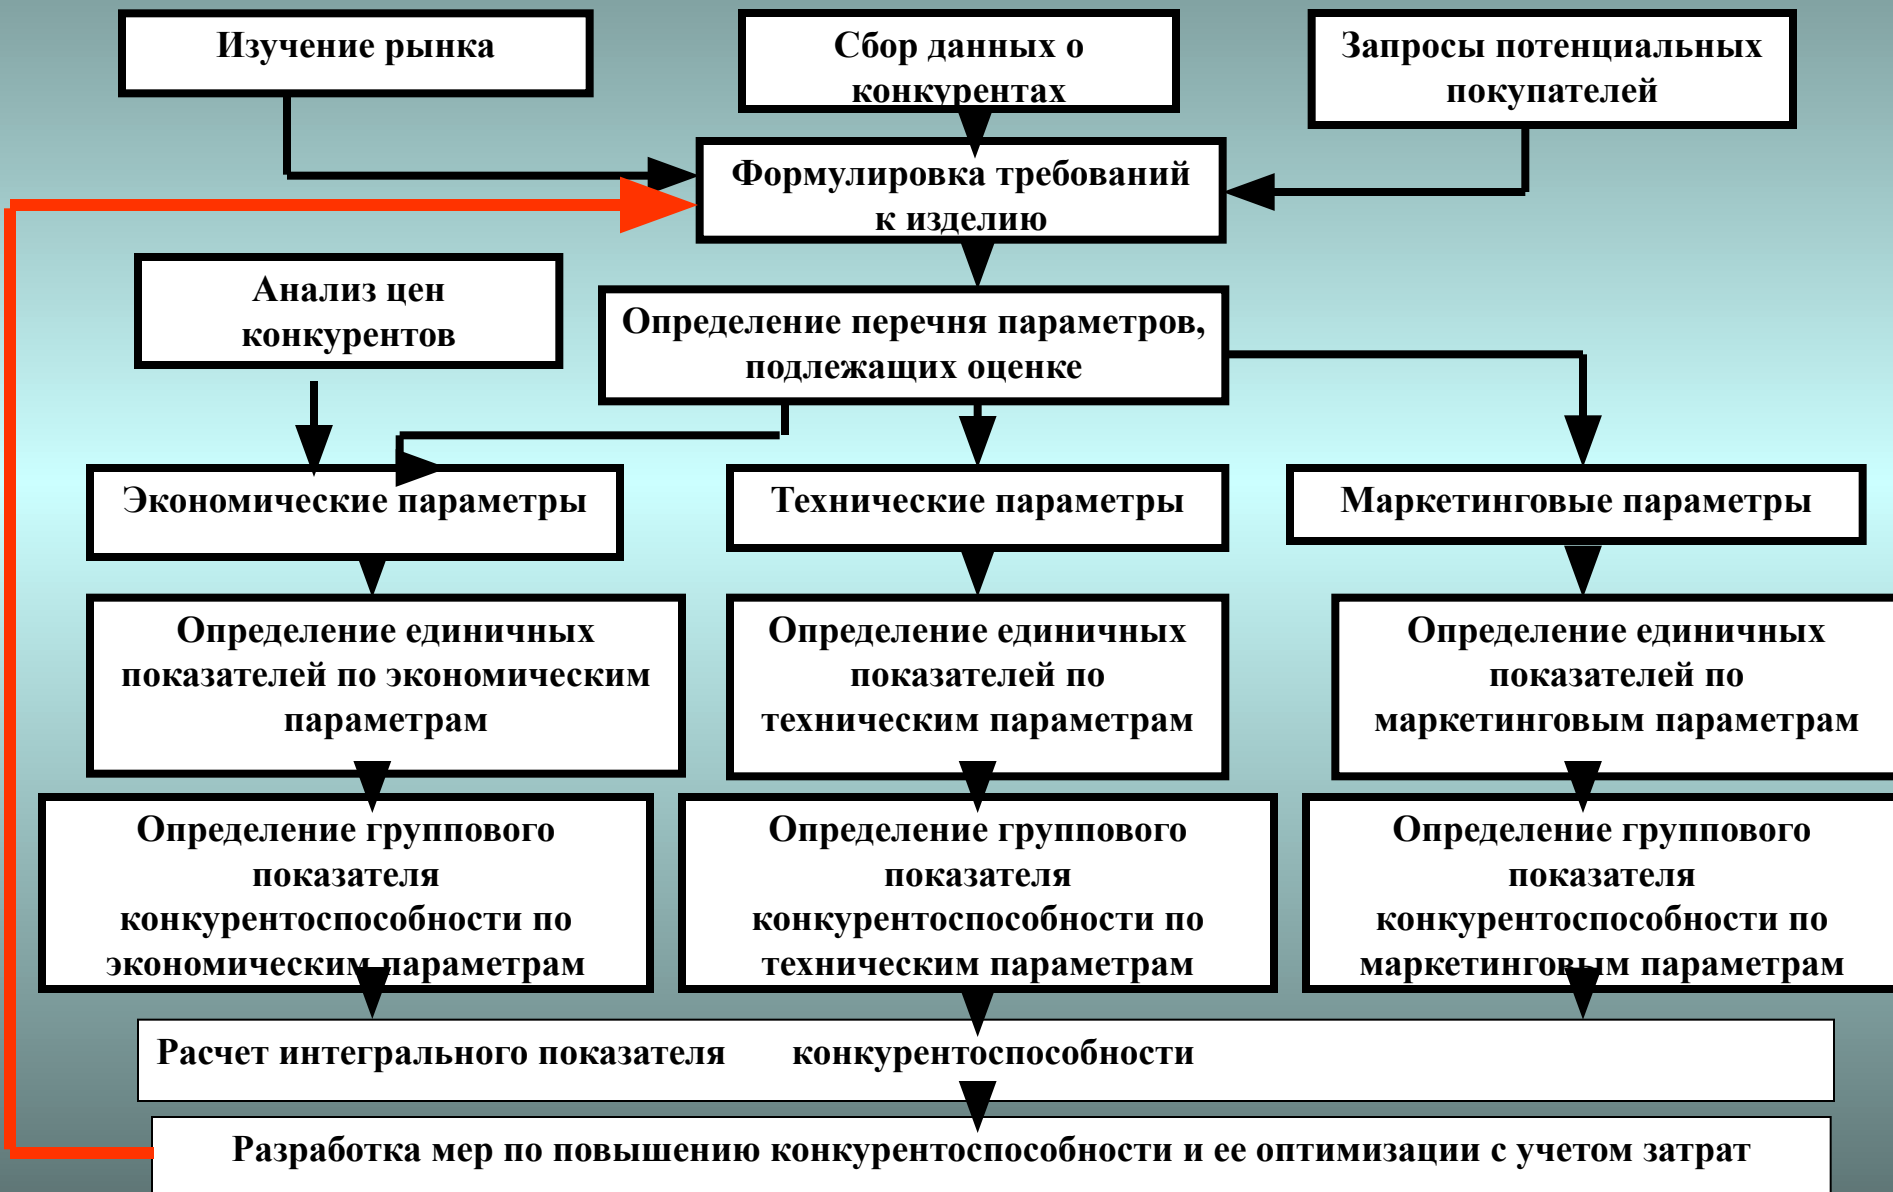 Изучение рынка
Сбор данных о
конкурентах
Запросы потенциальных
покупателей
Формулировка требований
к изделию
Анализ цен
конкурентов
Определение перечня параметров,
подлежащих оценке
Экономические параметры
Технические параметры
Маркетинговые параметры
Определение единичных
показателей по экономическим
параметрам
Определение единичных
показателей по
техническим параметрам
Определение единичных
показателей по
маркетинговым параметрам
Определение группового
показателя
конкурентоспособности по
экономическим параметрам
Определение группового
показателя
конкурентоспособности по
техническим параметрам
Определение группового
показателя
конкурентоспособности по
маркетинговым параметрам
Расчет интегрального показателя конкурентоспособности
Разработка мер по повышению конкурентоспособности и ее оптимизации с учетом затрат